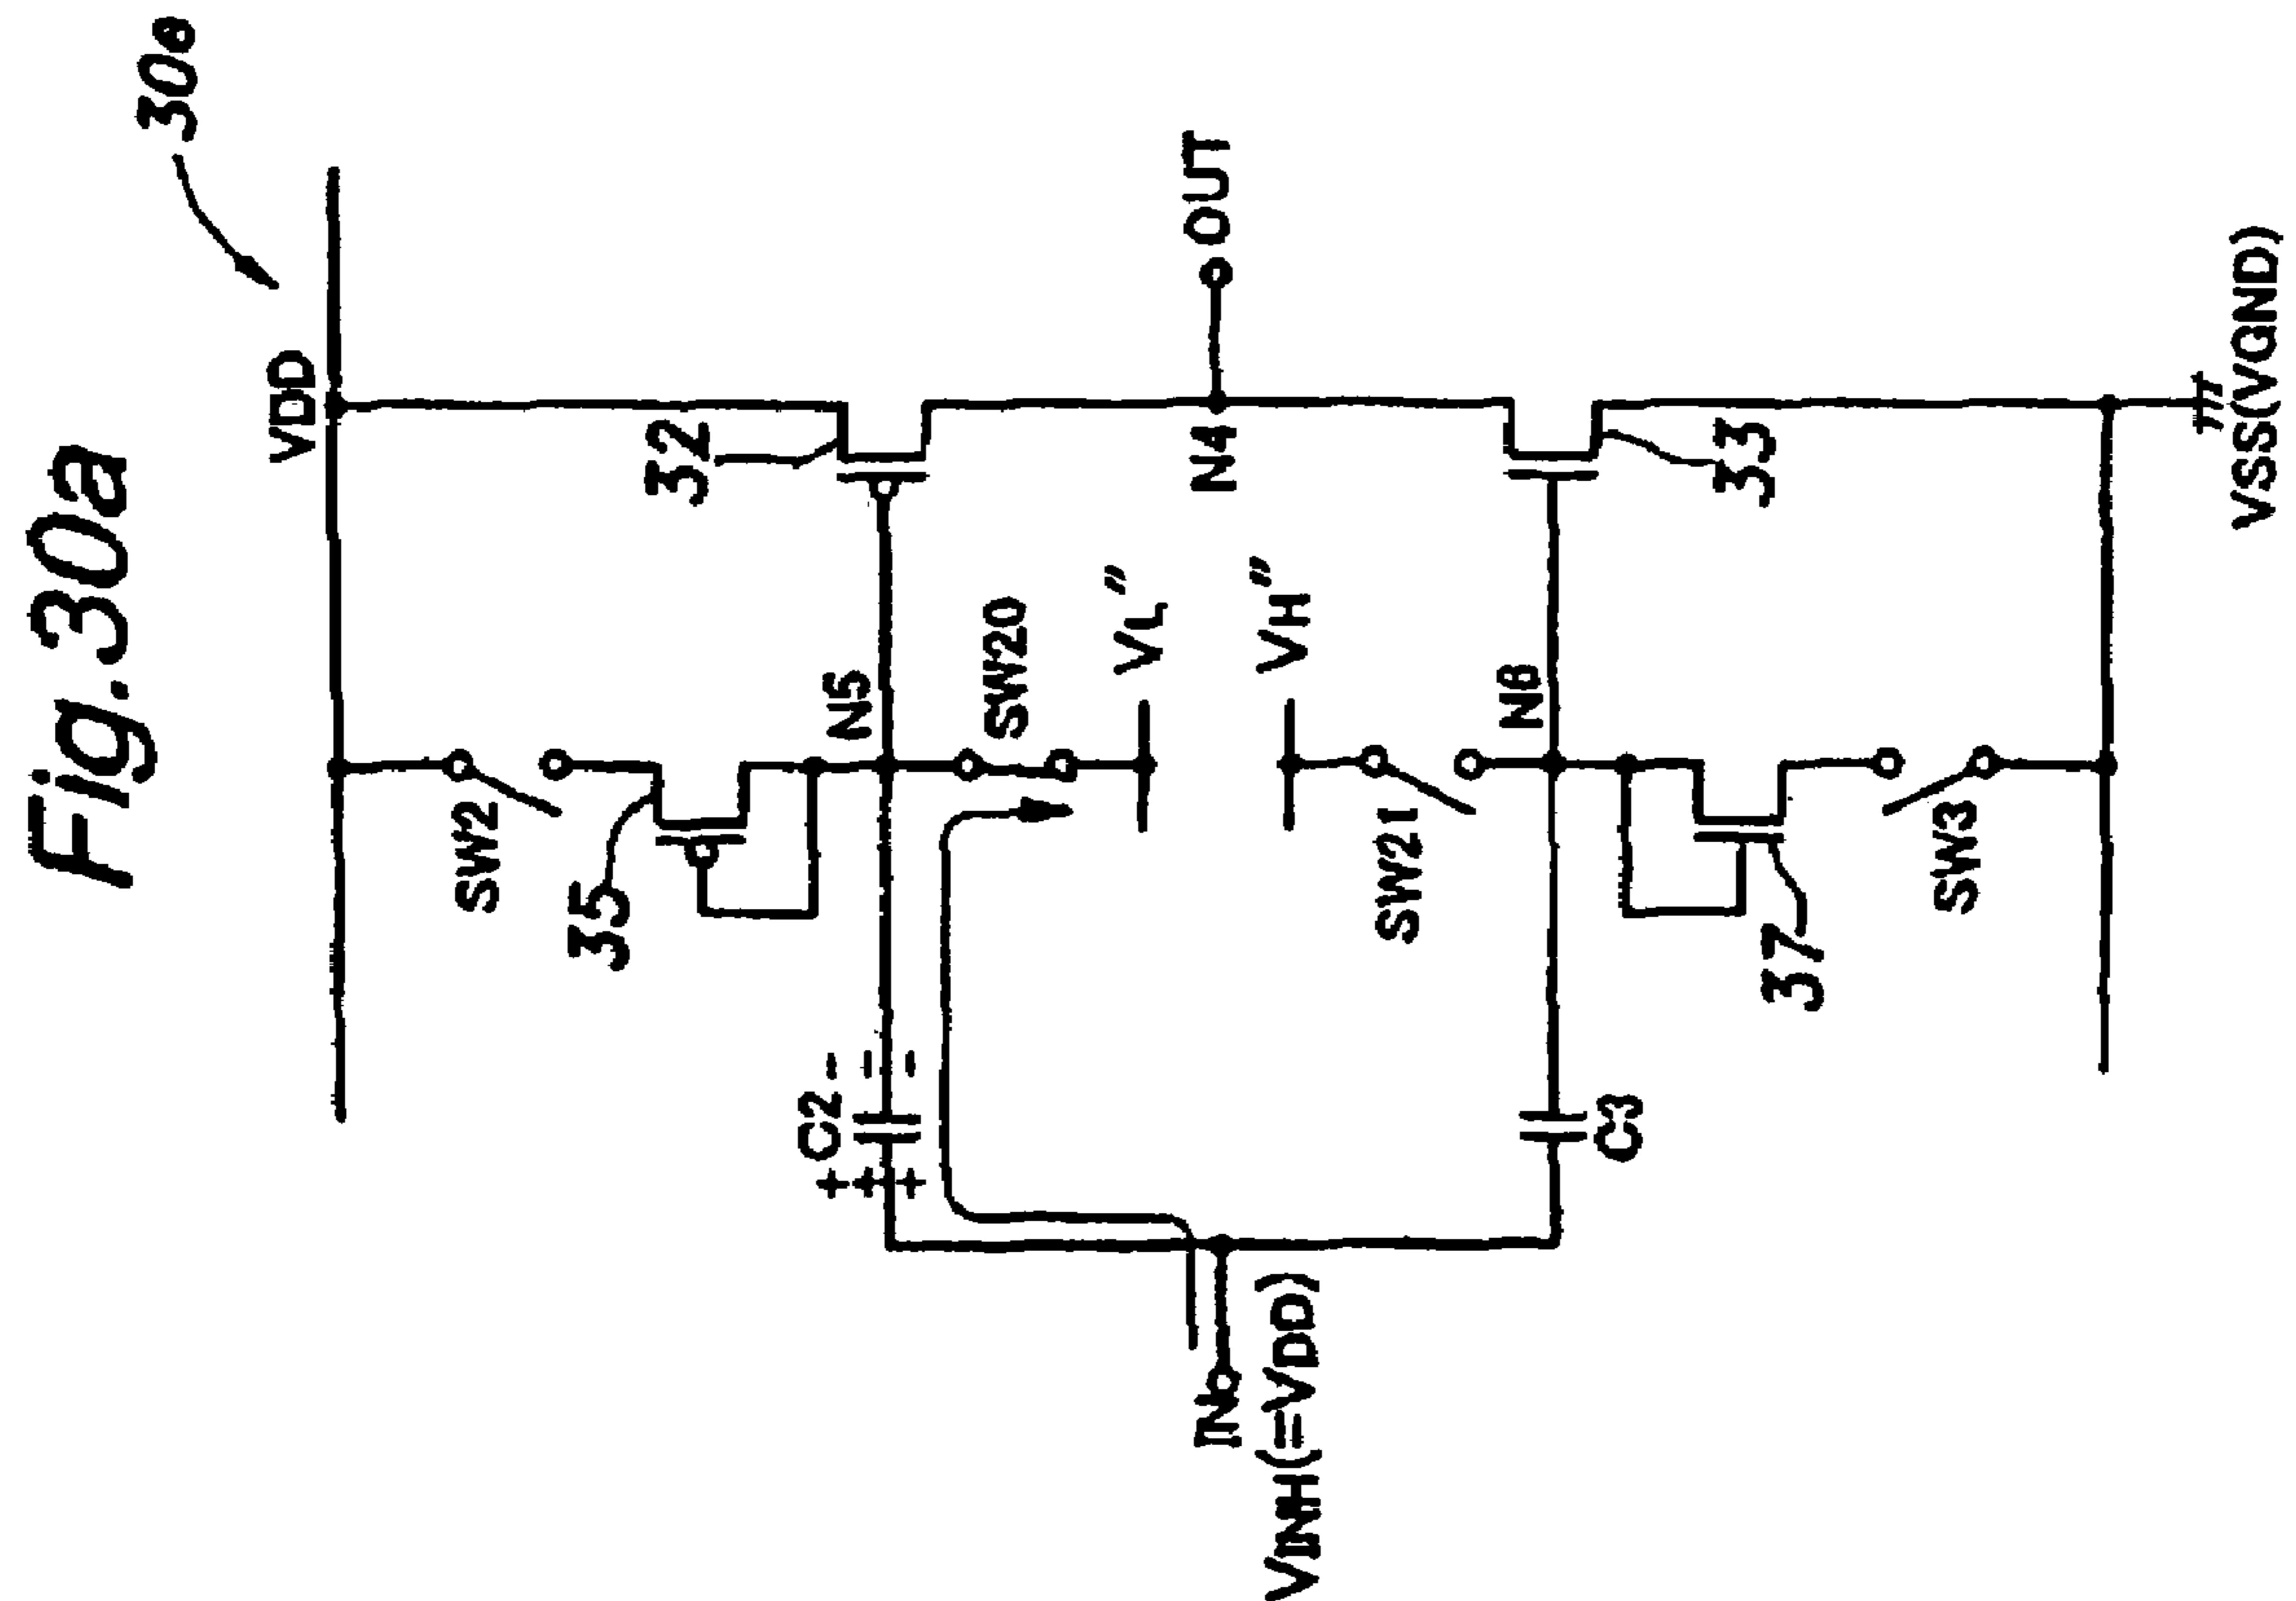 Fig. 30a
30e
VDD
SW2
35
32
N5
C2
- - -
+ + +
SW20
VL"
N4
OUT
IN
VINH(=VDD)
VH"
SW21
N6
C3
37
33
SW3
VSS(VGND)